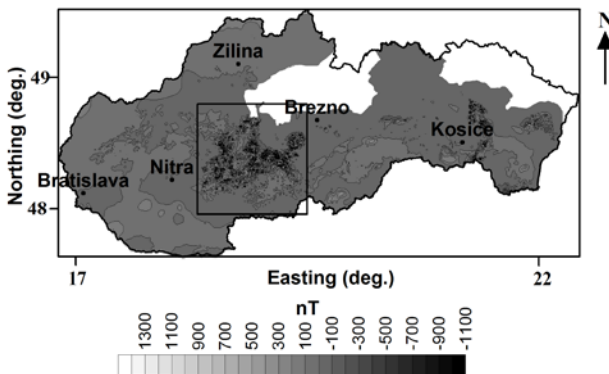 N
Zilina
49
Brezno
Kosice
Nitra
Bratislava
48
Northing (deg.)
17
Easting (deg.)
22
nT
1300
1100
900
700
500
300
100
-100
-300
-500
-700
-900
-1100